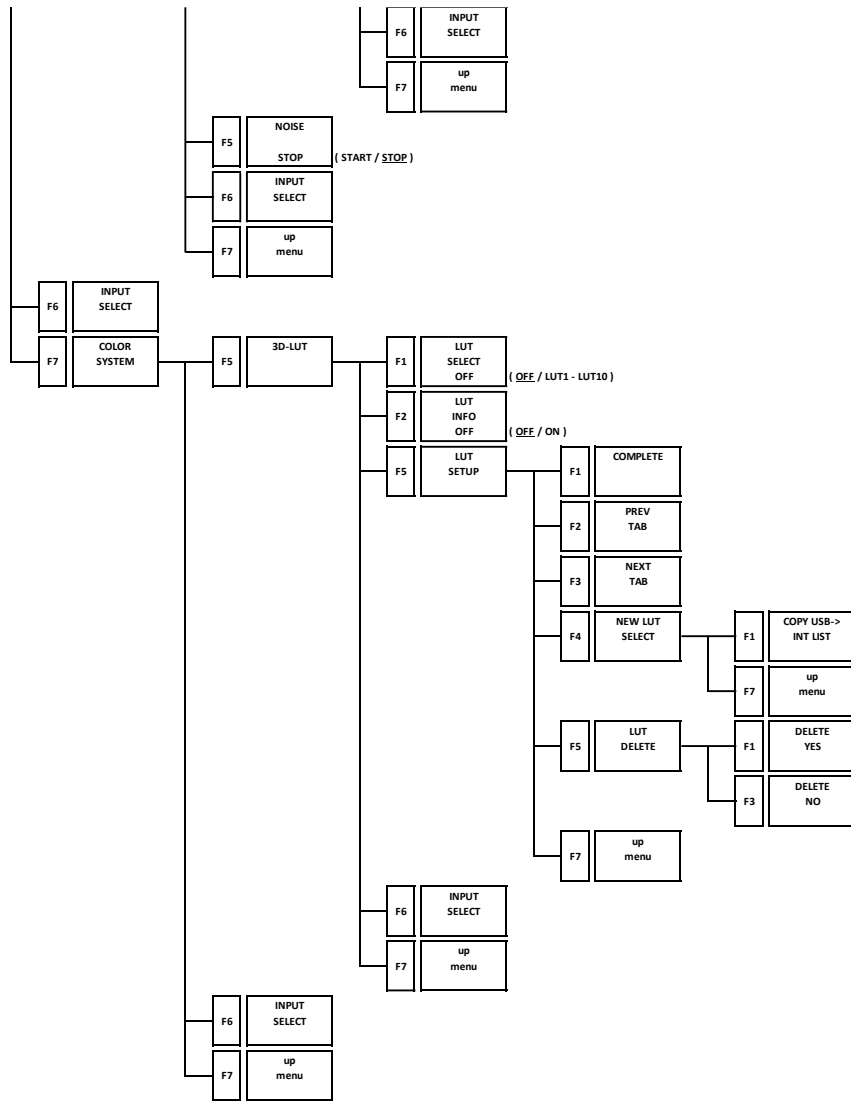 F6 INPUT
SELECT
F7 up
menu
F5 NOISE
STOP ( START / STOP )
F6 INPUT
SELECT
F7 up
menu
F6 INPUT
SELECT
F7 COLOR
SYSTEM
F5 3D-LUT
F1 LUT
SELECT
OFF ( OFF / LUT1 - LUT10 )
F2 LUT
INFO
OFF ( OFF / ON )
F5 LUT
SETUP
F1 COMPLETE
F2 PREV
TAB
F3 NEXT
TAB
F4 NEW LUT
SELECT
F1 COPY USB->
INT LIST
F7 up
menu
F5 LUT
DELETE
F1 DELETE
YES
F3 DELETE
NO
F7 up
menu
F6 INPUT
SELECT
F7 up
menu
F6 INPUT
SELECT
F7 up
menu